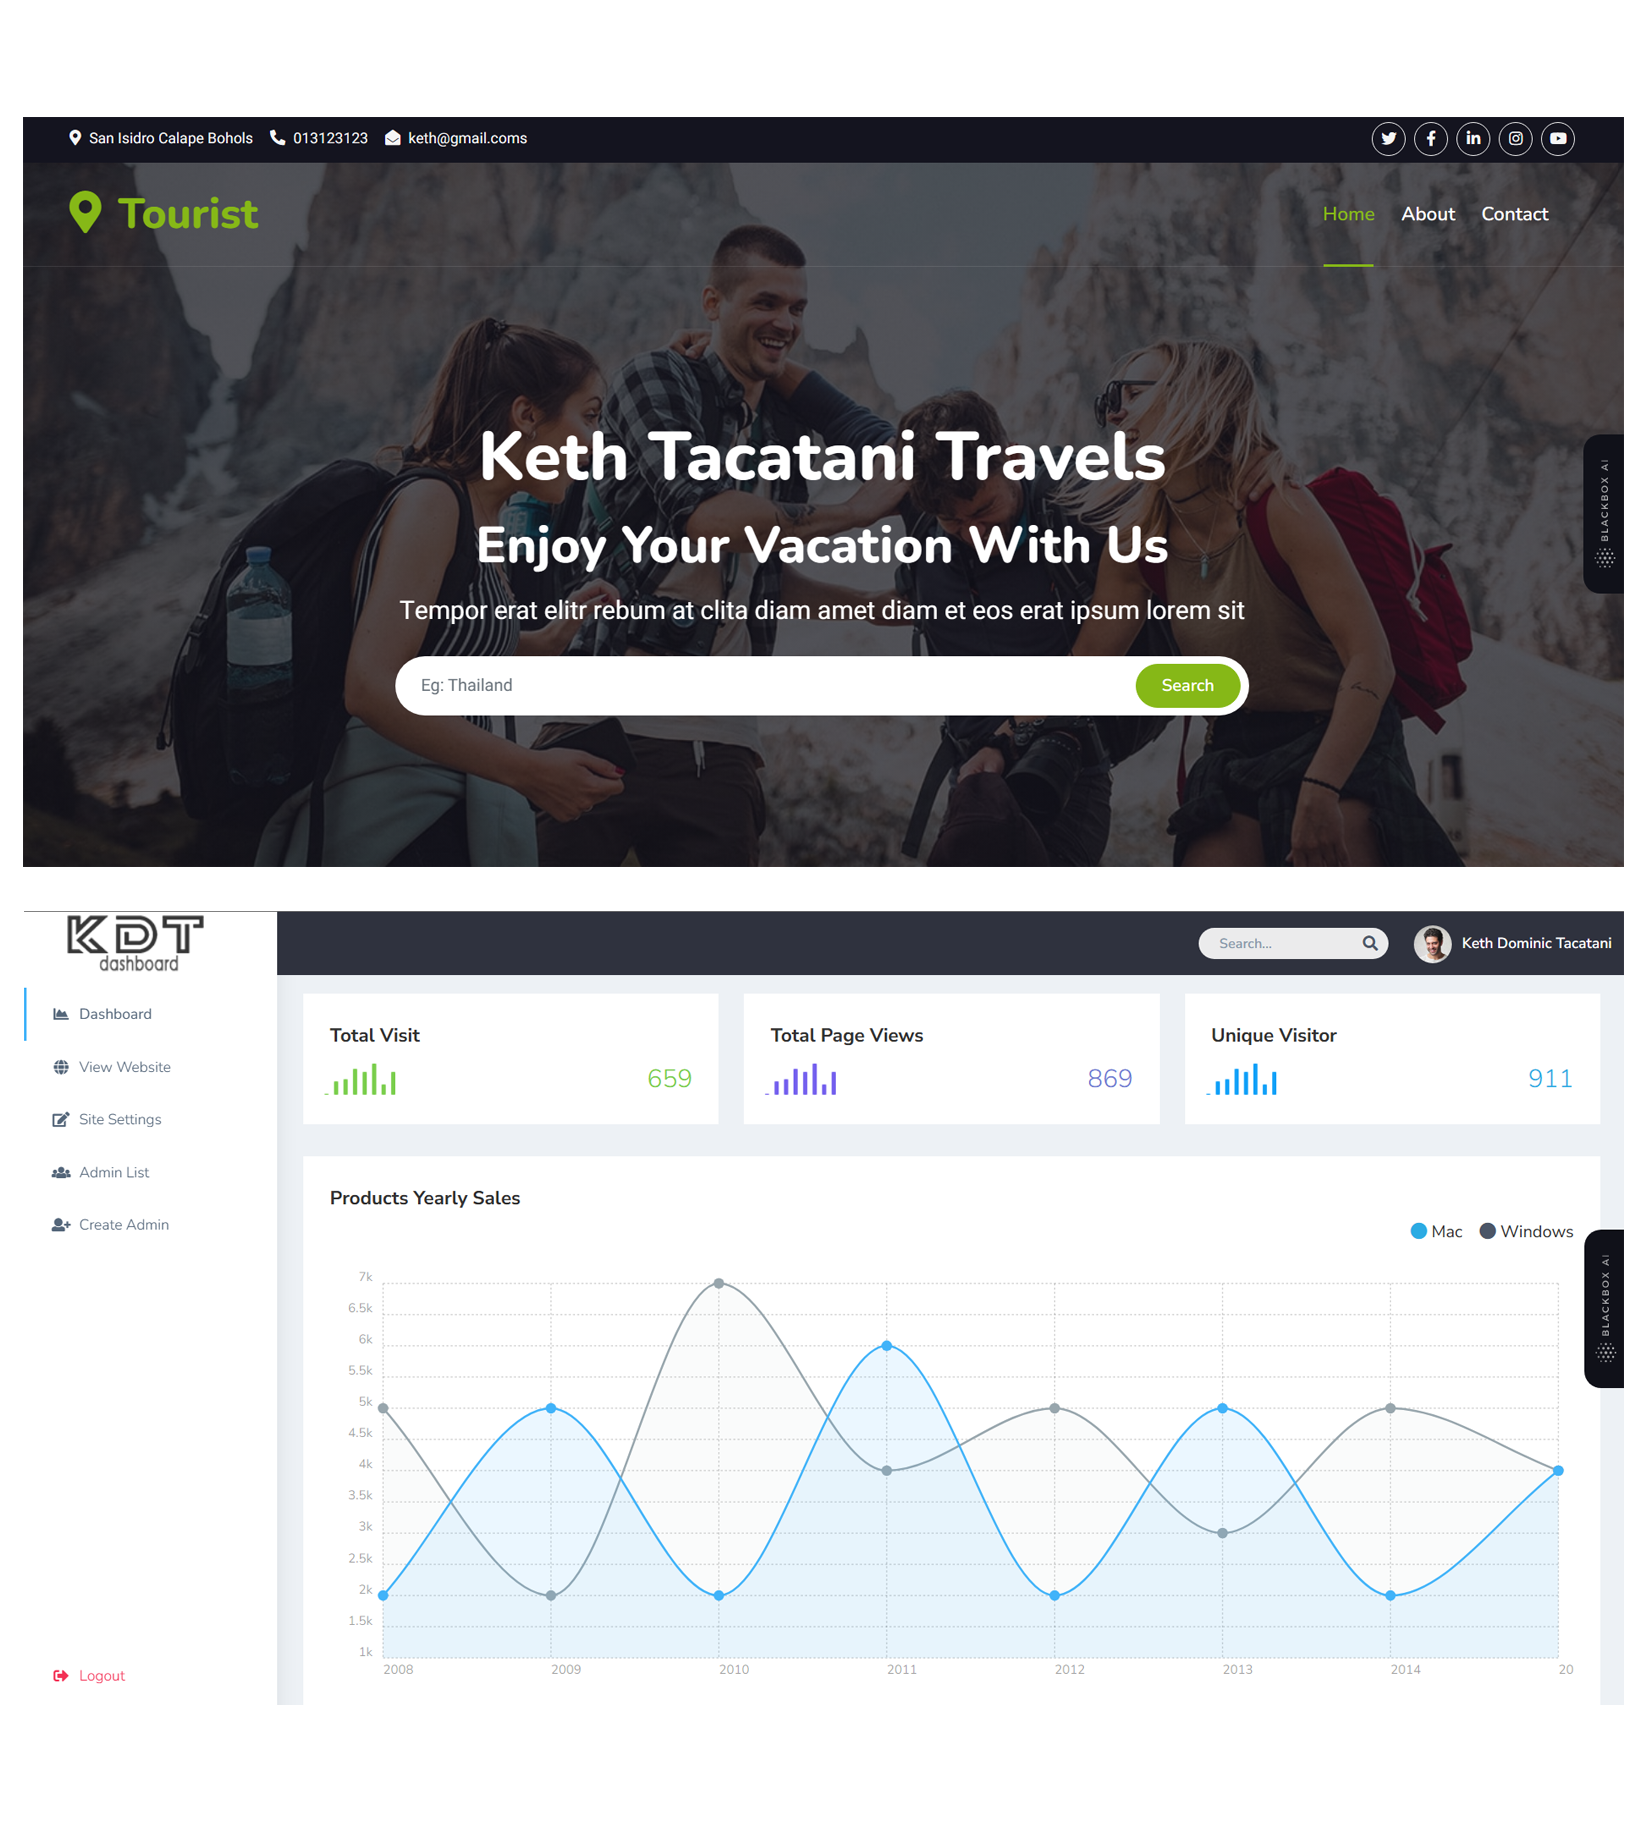 San Isidro Calape Bohols 013123123 keth@gmail.coms
Tourist
Home About Contact
Keth Tacatani Travels
Enjoy Your Vacation With Us
Tempor erat elitr rebum at clita diam amet diam et eos erat ipsum lorem sit
Eg: Thailand Search
BLACKBOX AI
KDT
dashboard
Search... Keth Dominic Tacatani
Dashboard
View Website
Site Settings
Admin List
Create Admin
Logout
Total Visit
659
Total Page Views
869
Unique Visitor
911
Products Yearly Sales
Mac Windows
7k
6.5k
6k
5.5k
5k
4.5k
4k
3.5k
3k
2.5k
2k
1.5k
1k
2008 2009 2010 2011 2012 2013 2014 20
BLACKBOX AI